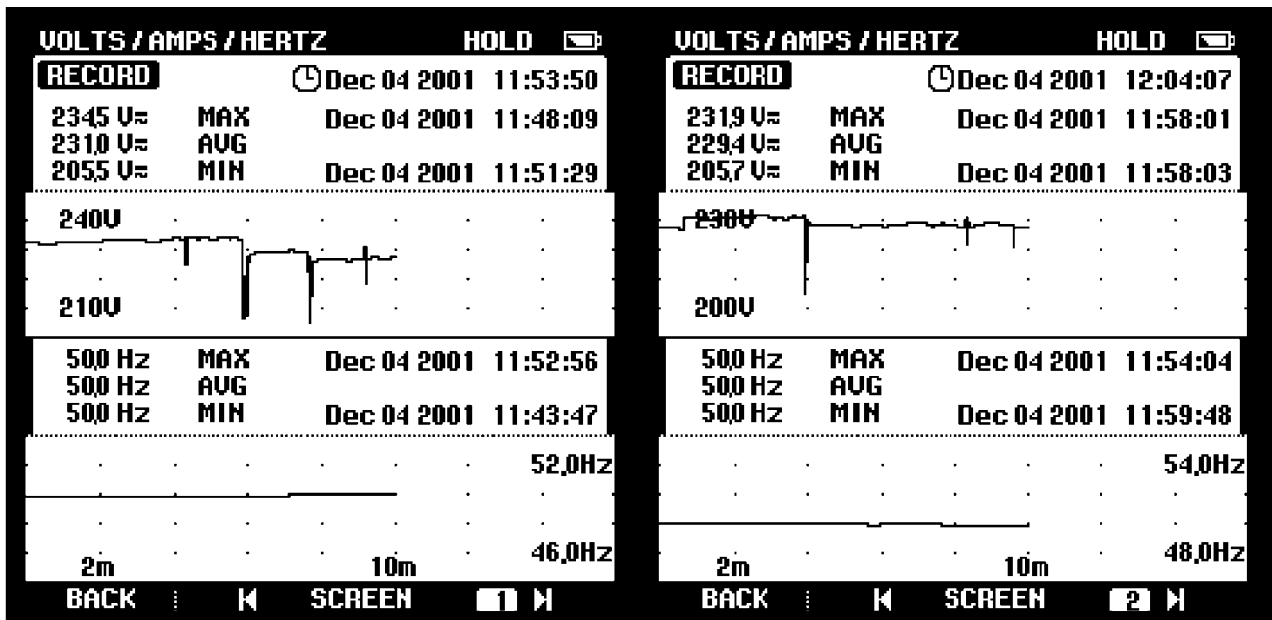 VOLTS/AMPS/HERTZ HOLD
RECORD Dec 04 2001 11:53:50
234,5 V≂ MAX Dec 04 2001 11:48:09
231,0 V≂ AVG
205,5 V≂ MIN Dec 04 2001 11:51:29
240V
210V
50,0 Hz MAX Dec 04 2001 11:52:56
50,0 Hz AVG
50,0 Hz MIN Dec 04 2001 11:43:47
52,0Hz
46,0Hz
2m 10m
BACK SCREEN 1
VOLTS/AMPS/HERTZ HOLD
RECORD Dec 04 2001 12:04:07
231,9 V≂ MAX Dec 04 2001 11:58:01
229,4 V≂ AVG
205,7 V≂ MIN Dec 04 2001 11:58:03
230V
200V
50,0 Hz MAX Dec 04 2001 11:54:04
50,0 Hz AVG
50,0 Hz MIN Dec 04 2001 11:59:48
54,0Hz
48,0Hz
2m 10m
BACK SCREEN 2